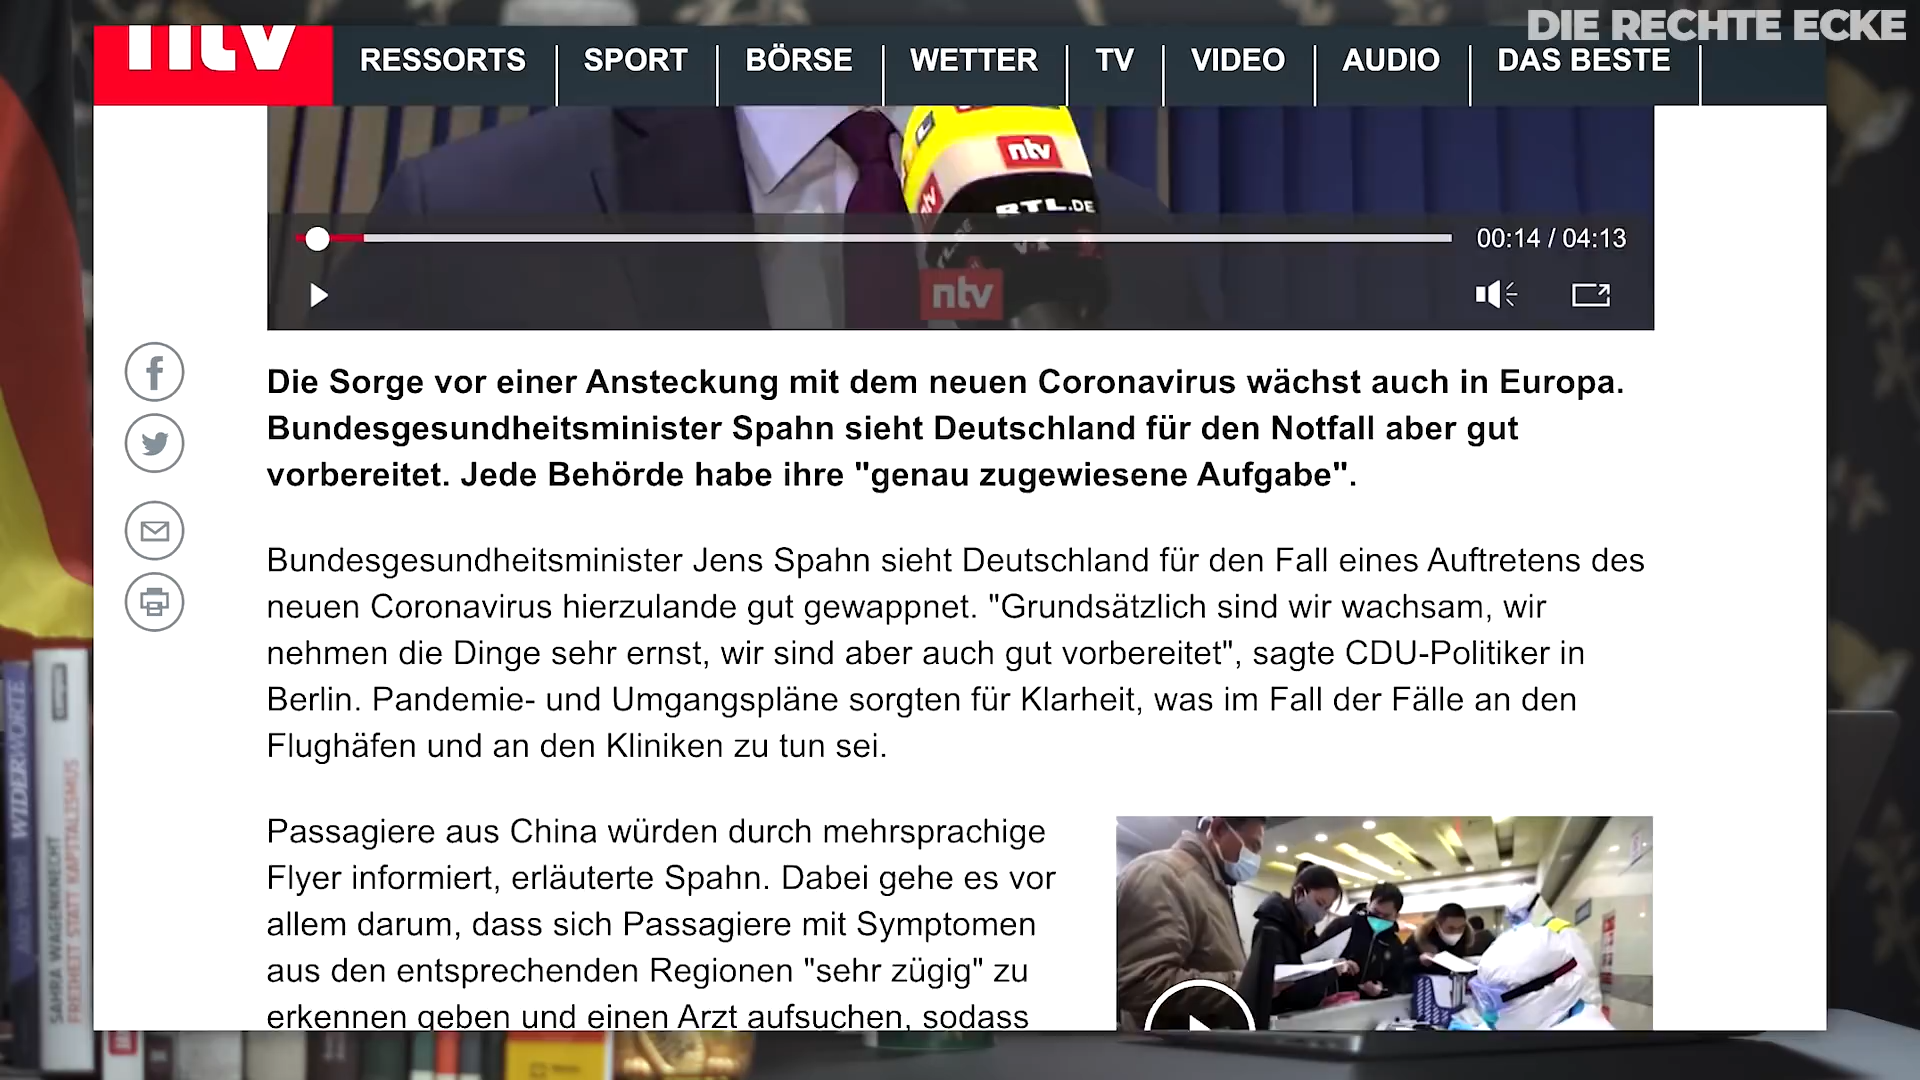 DIE RECHTE ECKE
ntv
RESSORTS
SPORT
BÖRSE
WETTER
TV
VIDEO
AUDIO
DAS BESTE
ntv
RTL.DE
ntv
00:14 / 04:13
Die Sorge vor einer Ansteckung mit dem neuen Coronavirus wächst auch in Europa.
Bundesgesundheitsminister Spahn sieht Deutschland für den Notfall aber gut
vorbereitet. Jede Behörde habe ihre "genau zugewiesene Aufgabe".
Bundesgesundheitsminister Jens Spahn sieht Deutschland für den Fall eines Auftretens des
neuen Coronavirus hierzulande gut gewappnet. "Grundsätzlich sind wir wachsam, wir
nehmen die Dinge sehr ernst, wir sind aber auch gut vorbereitet", sagte CDU-Politiker in
Berlin. Pandemie- und Umgangspläne sorgten für Klarheit, was im Fall der Fälle an den
Flughäfen und an den Kliniken zu tun sei.
Passagiere aus China würden durch mehrsprachige
Flyer informiert, erläuterte Spahn. Dabei gehe es vor
allem darum, dass sich Passagiere mit Symptomen
aus den entsprechenden Regionen "sehr zügig" zu
erkennen geben und einen Arzt aufsuchen, sodass
WIDERWORTE
SAHRA WAGENKNECHT
FREIHEIT STATT KAPITALISMUS